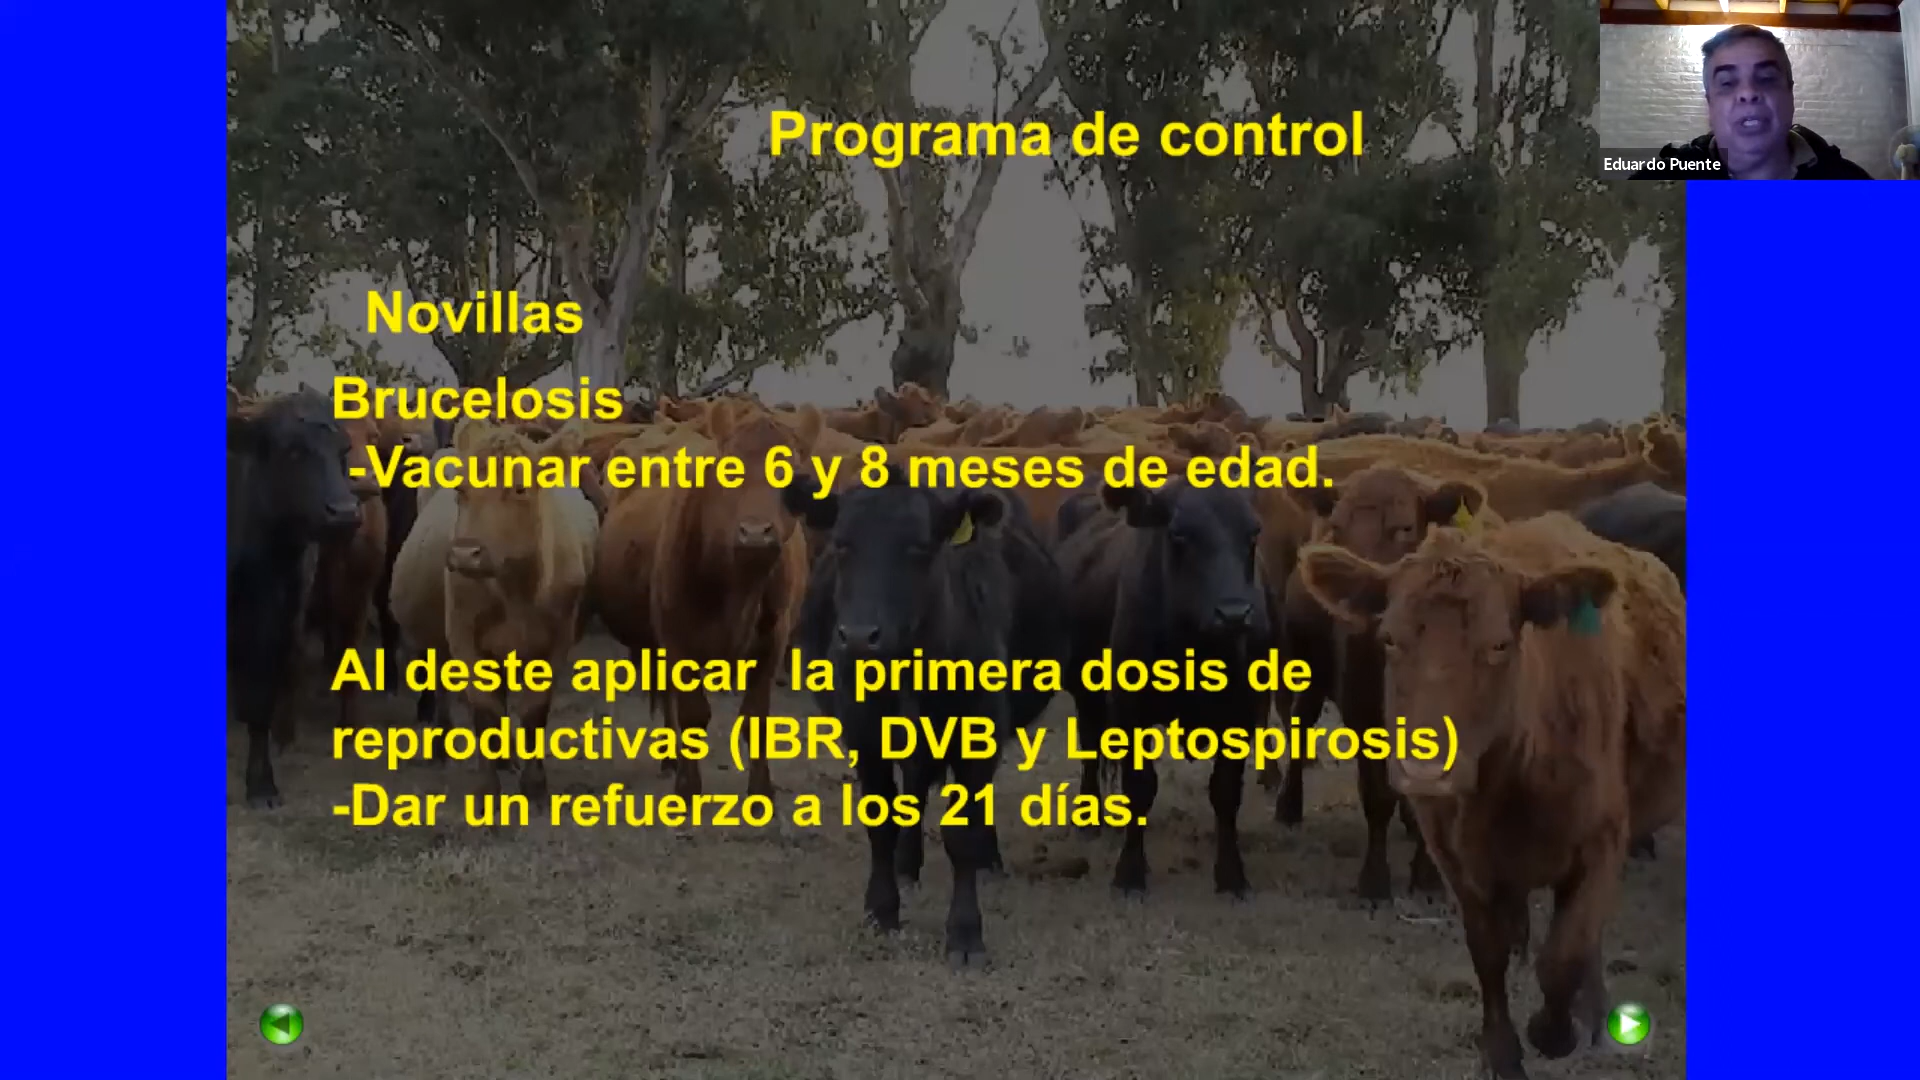 Programa de control
Eduardo Puente
Novillas
Brucelosis
-Vacunar entre 6 y 8 meses de edad.
Al deste aplicar la primera dosis de
reproductivas (IBR, DVB y Leptospirosis)
-Dar un refuerzo a los 21 días.